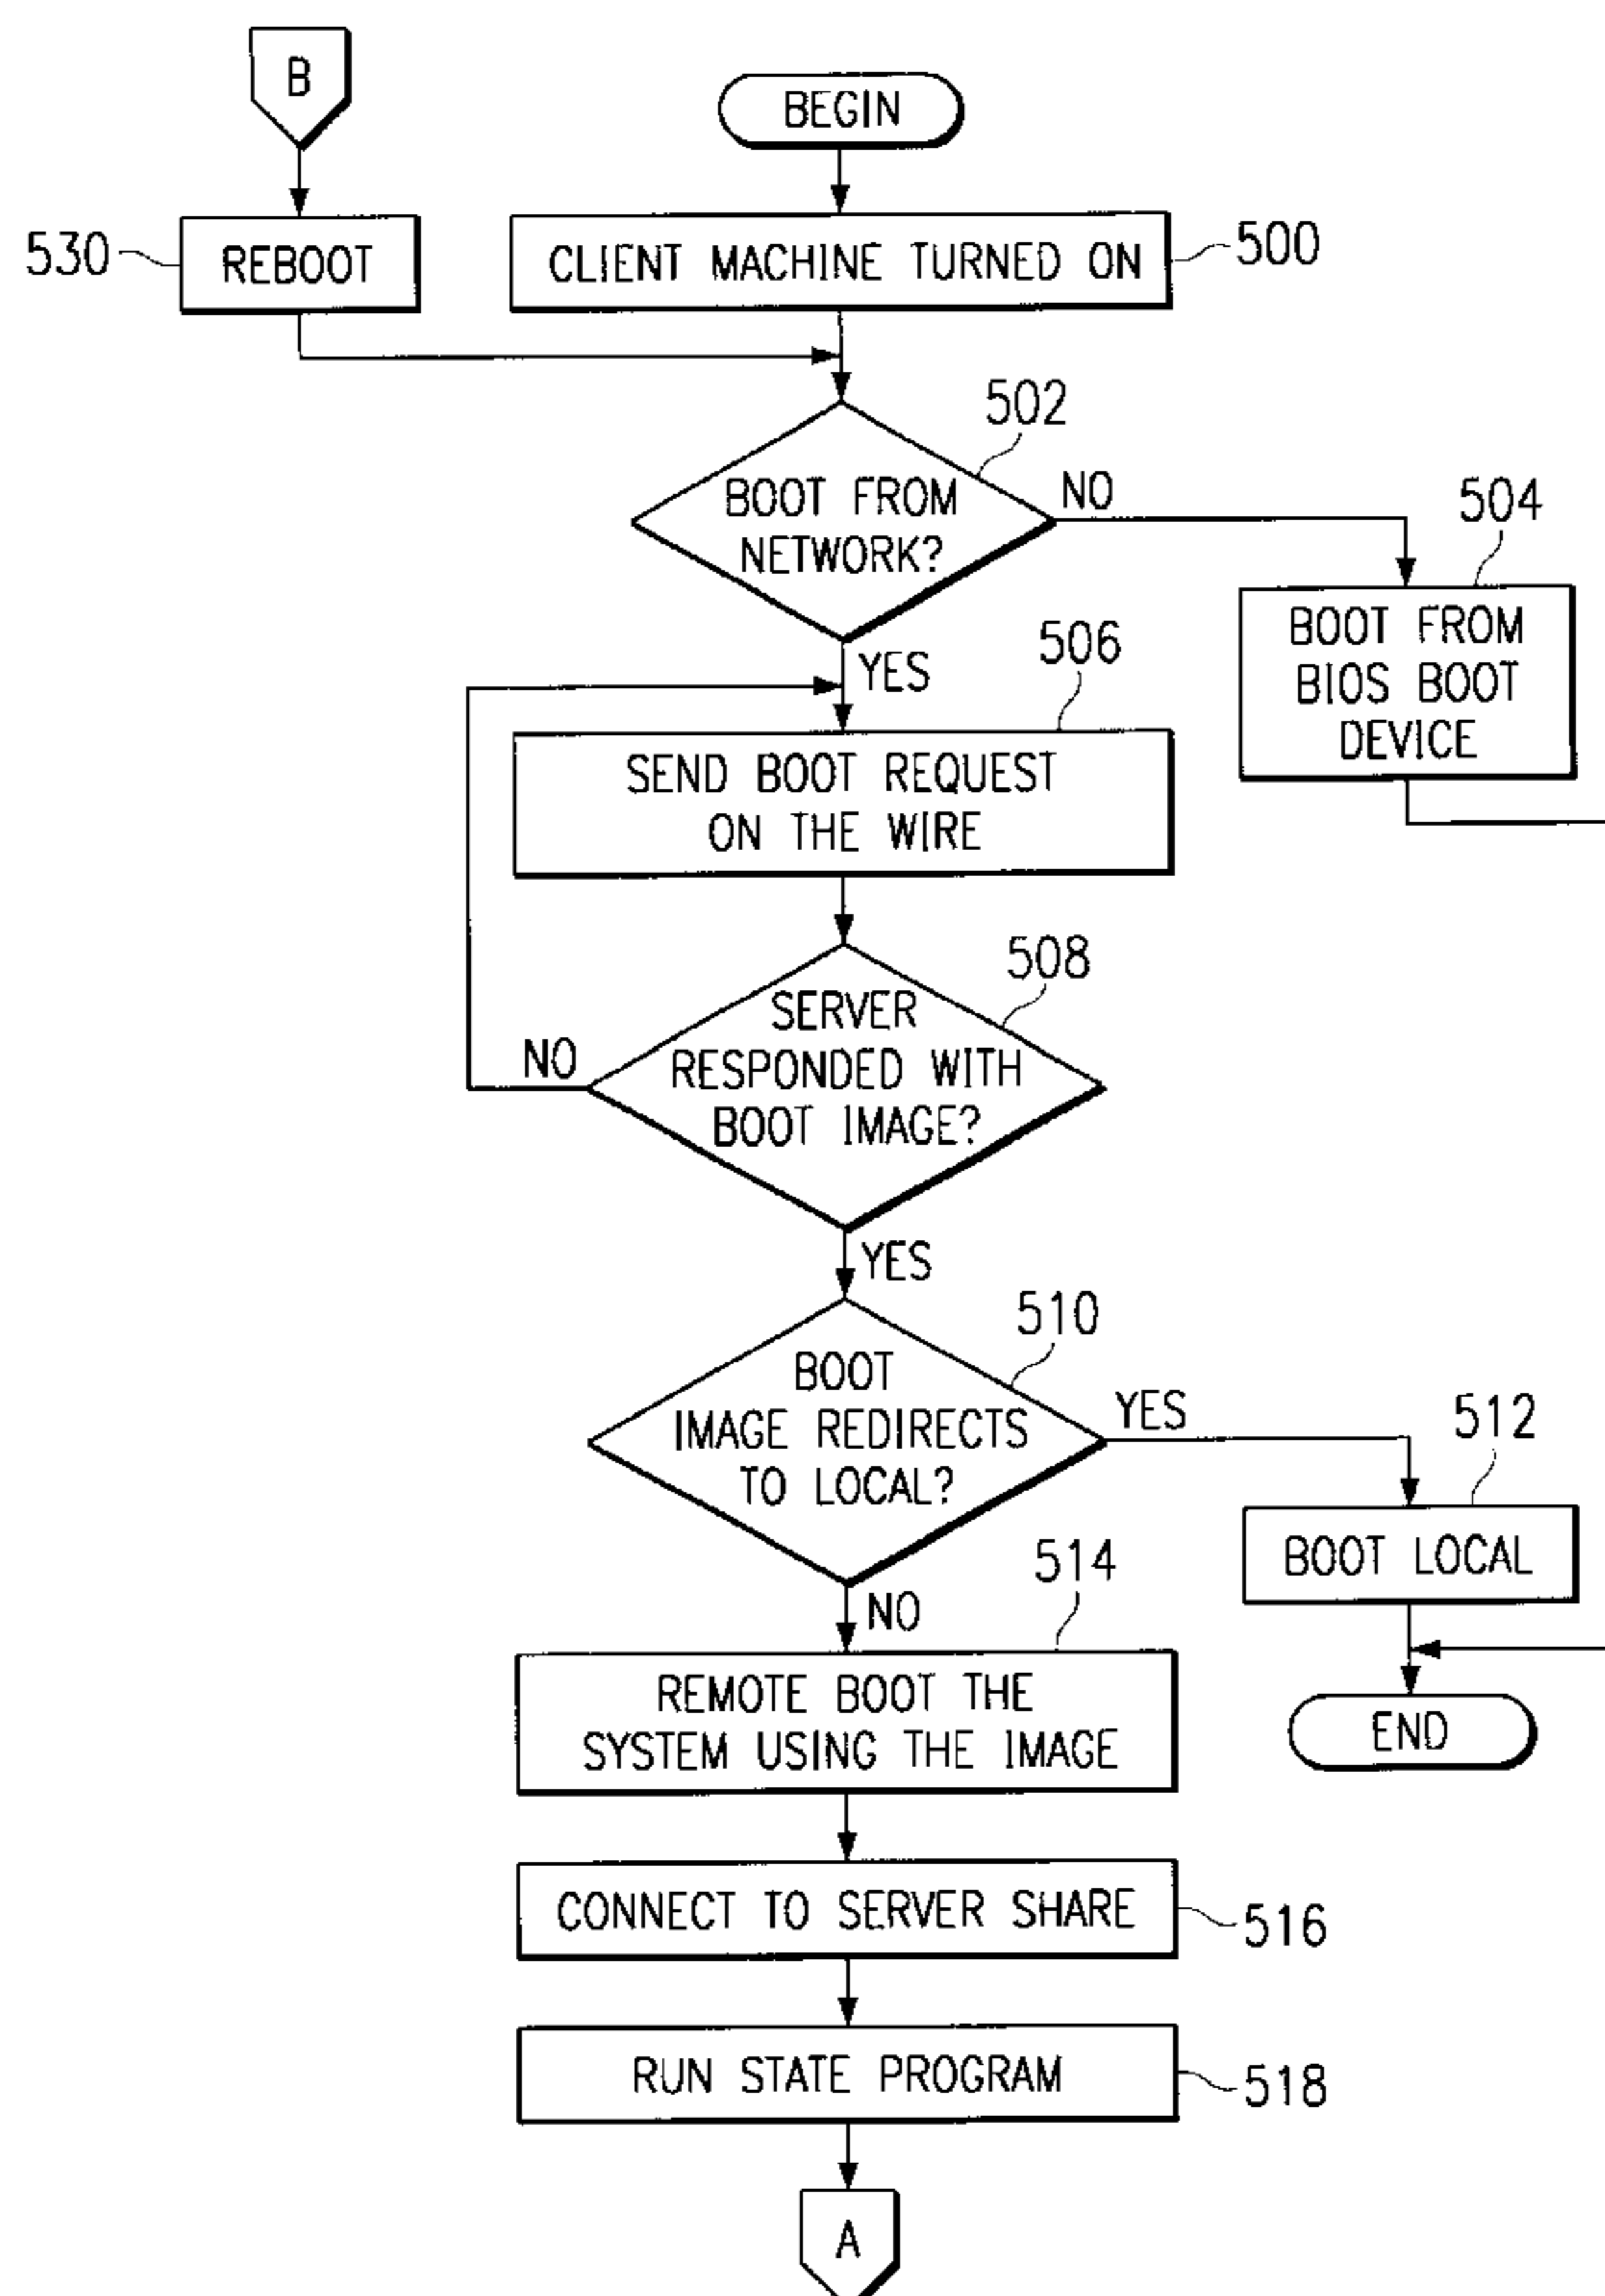 B
BEGIN
530
REBOOT
CLIENT MACHINE TURNED ON
500
502
BOOT FROM
NETWORK?
NO
504
BOOT FROM
BIOS BOOT
DEVICE
YES
506
SEND BOOT REQUEST
ON THE WIRE
508
SERVER
RESPONDED WITH
BOOT IMAGE?
NO
YES
510
BOOT
IMAGE REDIRECTS
TO LOCAL?
YES
512
BOOT LOCAL
NO
514
REMOTE BOOT THE
SYSTEM USING THE IMAGE
END
CONNECT TO SERVER SHARE
516
RUN STATE PROGRAM
518
A